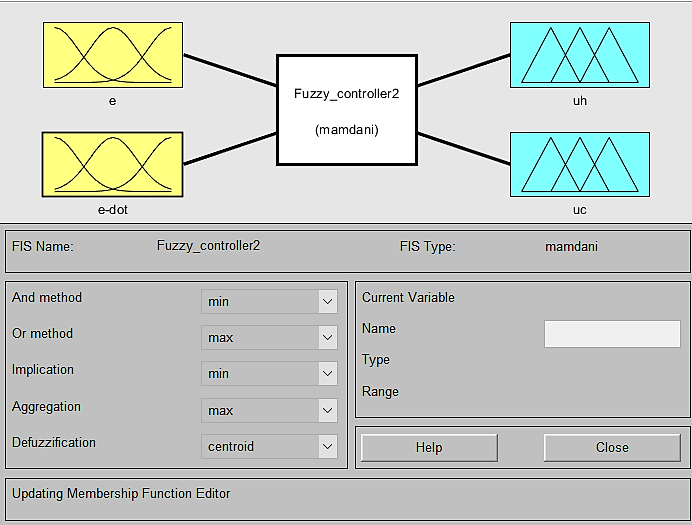 e
e-dot
Fuzzy_controller2
(mamdani)
uh
uc
FIS Name: Fuzzy_controller2 FIS Type: mamdani
And method min
Or method max
Implication min
Aggregation max
Defuzzification centroid
Current Variable
Name
Type
Range
Help Close
Updating Membership Function Editor